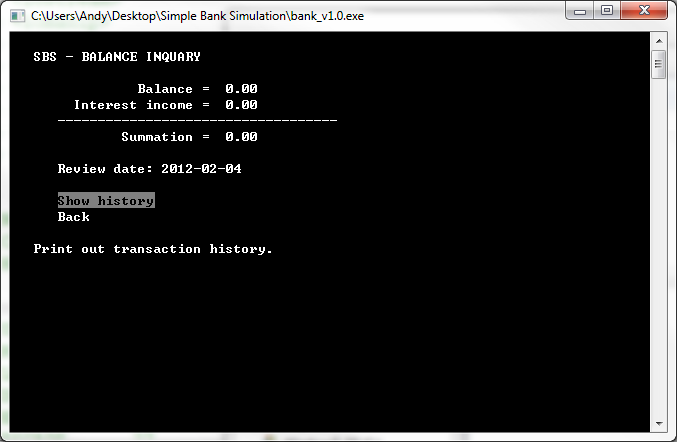 C:\Users\Andy\Desktop\Simple Bank Simulation\bank_v1.0.exe
SBS - BALANCE INQUARY
Balance = 0.00
Interest income = 0.00
-----------------------------------
Summation = 0.00
Review date: 2012-02-04
Show history
Back
Print out transaction history.